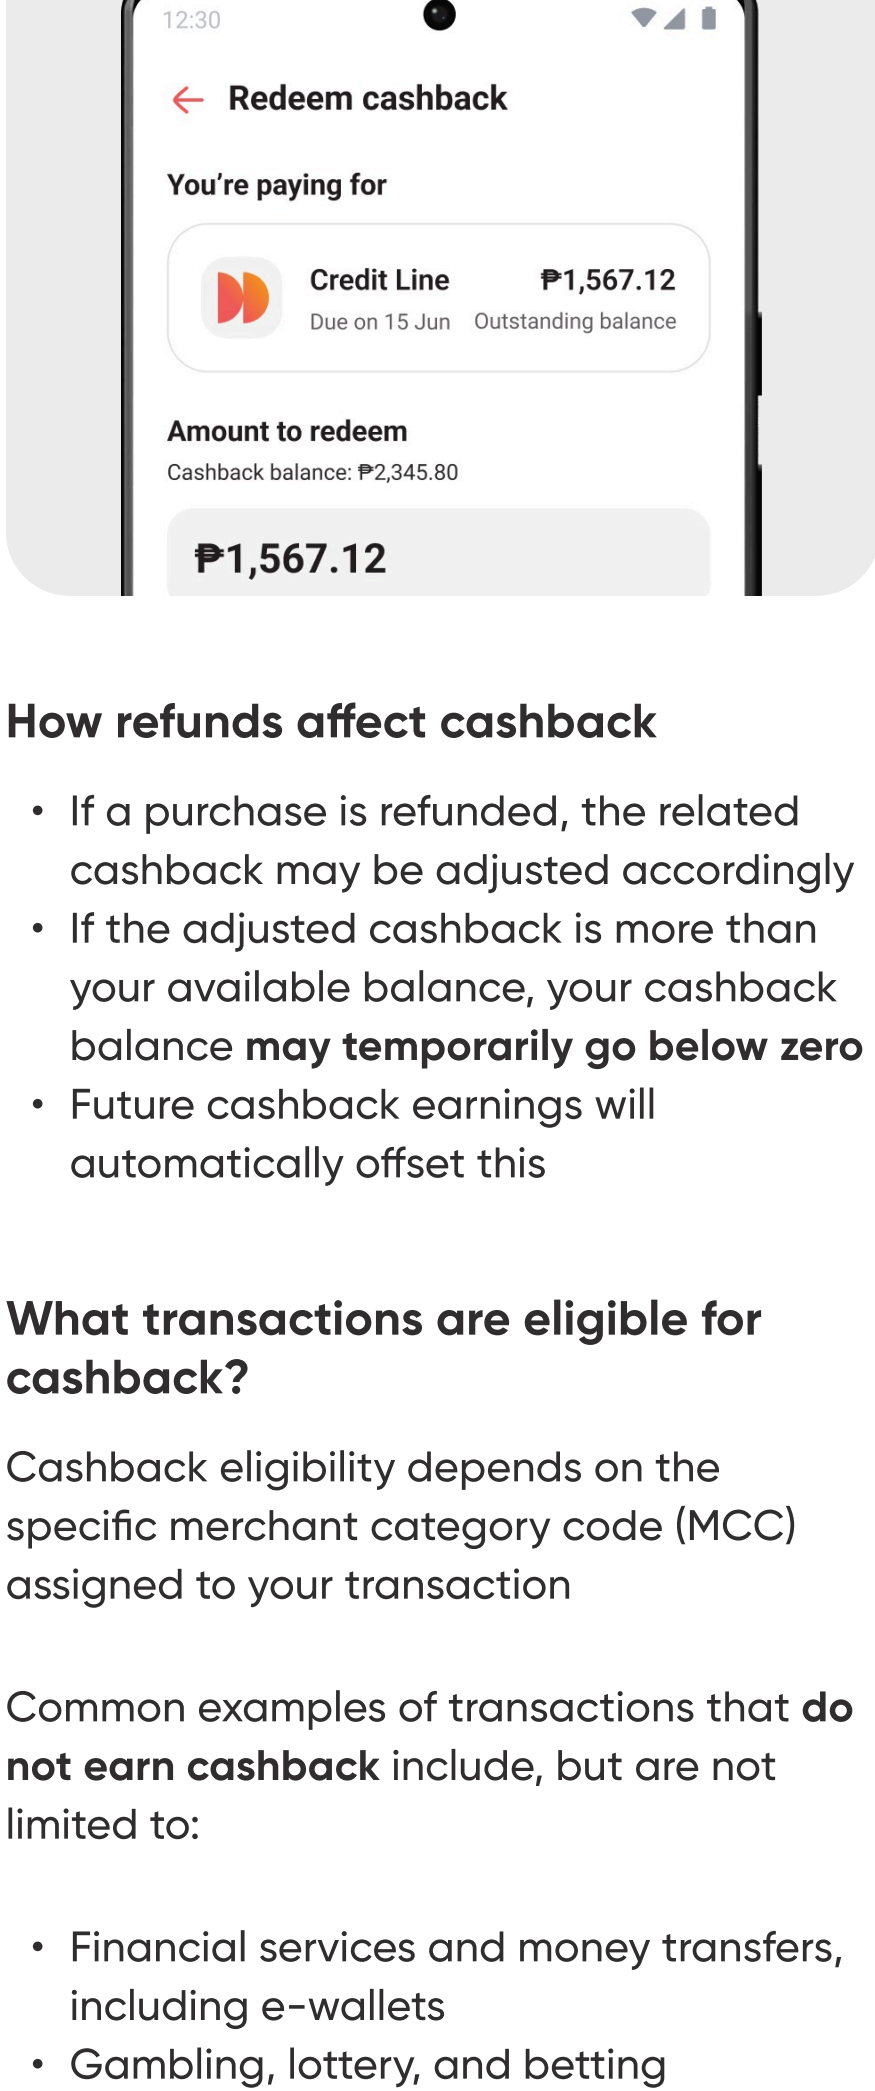 12:30
Redeem cashback
You’re paying for
Credit Line ₱1,567.12
Due on 15 Jun Outstanding balance
Amount to redeem
Cashback balance: ₱2,345.80
₱1,567.12
How refunds affect cashback
• If a purchase is refunded, the related
cashback may be adjusted accordingly
• If the adjusted cashback is more than
your available balance, your cashback
balance may temporarily go below zero
• Future cashback earnings will
automatically offset this
What transactions are eligible for
cashback?
Cashback eligibility depends on the
specific merchant category code (MCC)
assigned to your transaction
Common examples of transactions that do
not earn cashback include, but are not
limited to:
• Financial services and money transfers,
including e-wallets
• Gambling, lottery, and betting